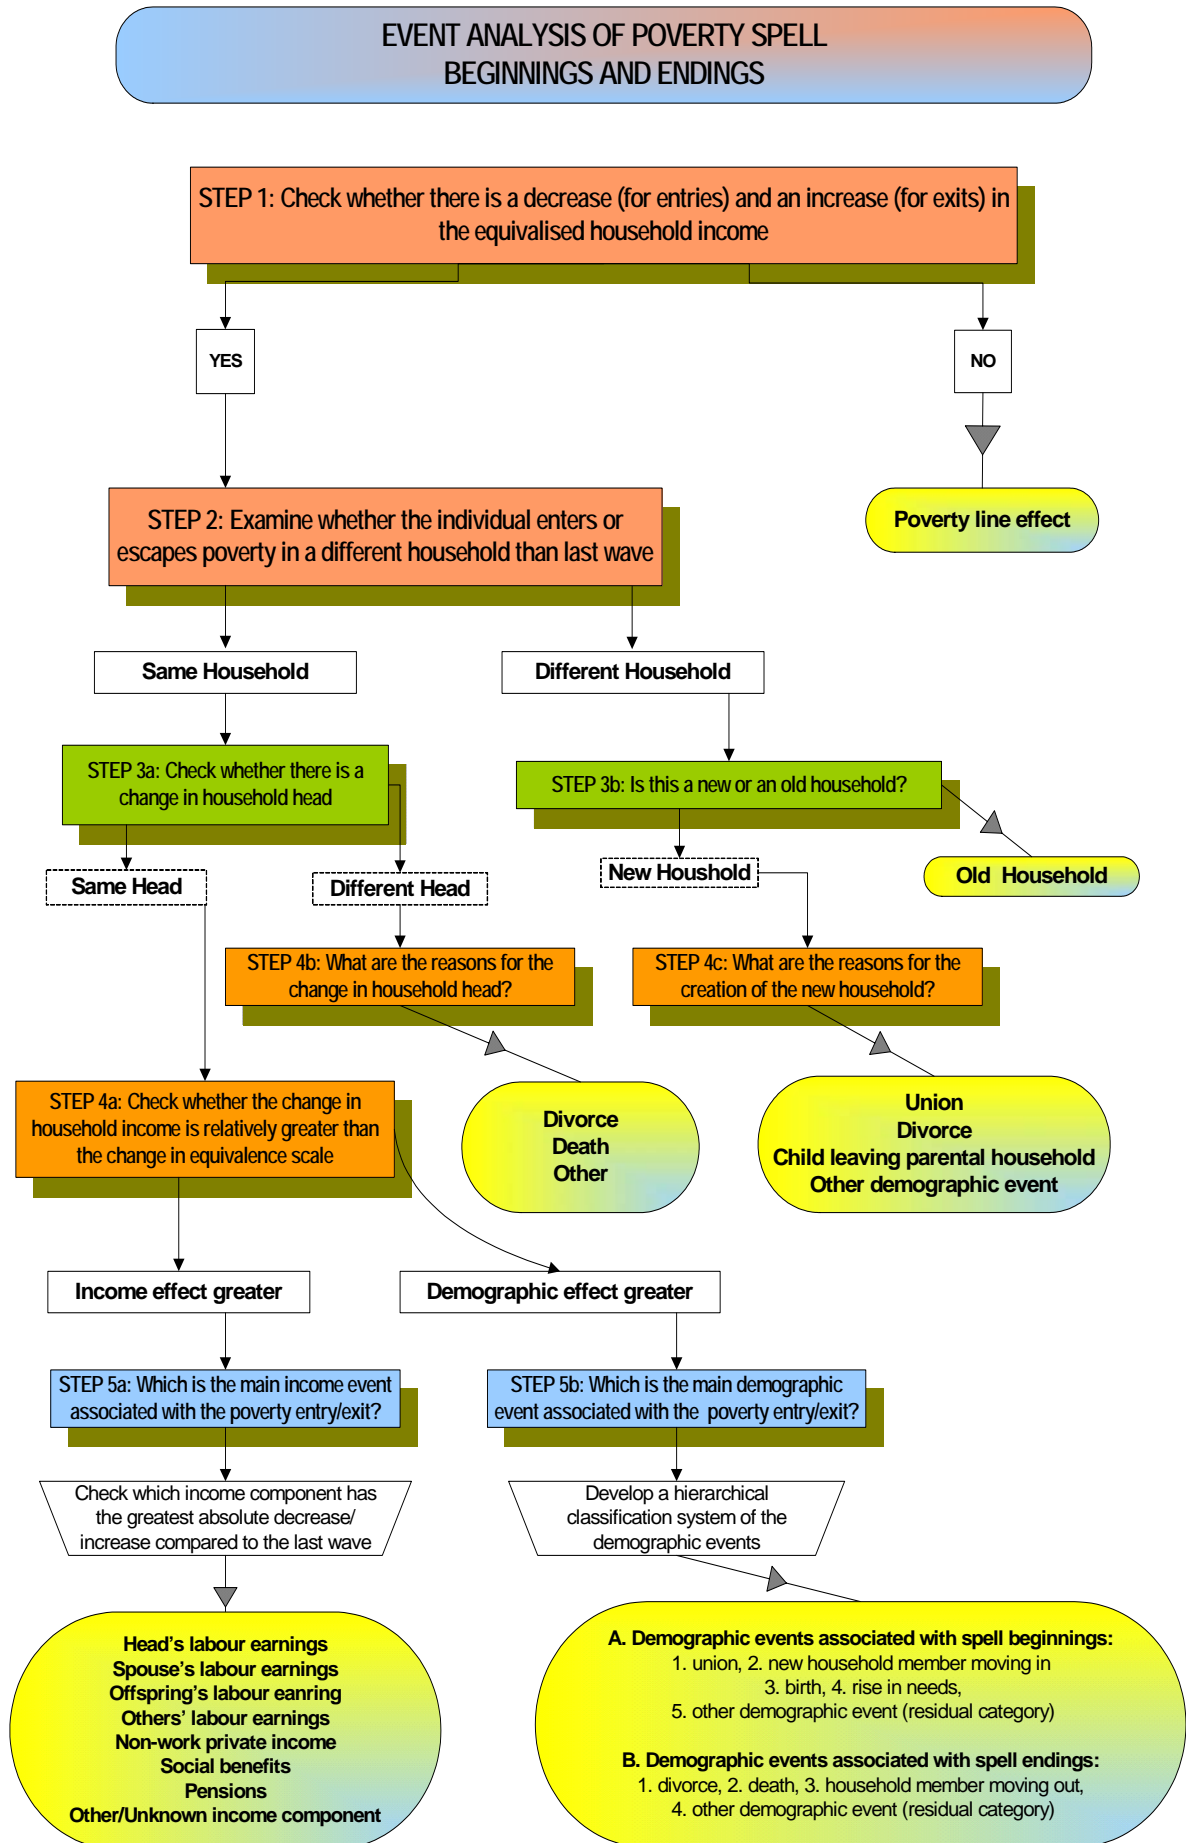 EVENT ANALYSIS OF POVERTY SPELL
BEGINNINGS AND ENDINGS
STEP 1: Check whether there is a decrease (for entries) and an increase (for exits) in
the equivalised household income
YES
NO
Poverty line effect
STEP 2: Examine whether the individual enters or
escapes poverty in a different household than last wave
Same Household
Different Household
STEP 3a: Check whether there is a
change in household head
STEP 3b: Is this a new or an old household?
Same Head
Different Head
New Houshold
Old Household
STEP 4b: What are the reasons for the
change in household head?
STEP 4c: What are the reasons for the
creation of the new household?
STEP 4a: Check whether the change in
household income is relatively greater than
the change in equivalence scale
Divorce
Death
Other
Union
Divorce
Child leaving parental household
Other demographic event
Income effect greater
Demographic effect greater
STEP 5a: Which is the main income event
associated with the poverty entry/exit?
STEP 5b: Which is the main demographic
event associated with the poverty entry/exit?
Check which income component has
the greatest absolute decrease/
increase compared to the last wave
Develop a hierarchical
classification system of the
demographic events
Head's labour earnings
Spouse's labour earnings
Offspring's labour eanring
Others' labour earnings
Non-work private income
Social benefits
Pensions
Other/Unknown income component
A. Demographic events associated with spell beginnings:
1. union, 2. new household member moving in
3. birth, 4. rise in needs,
5. other demographic event (residual category)
B. Demographic events associated with spell endings:
1. divorce, 2. death, 3. household member moving out,
4. other demographic event (residual category)